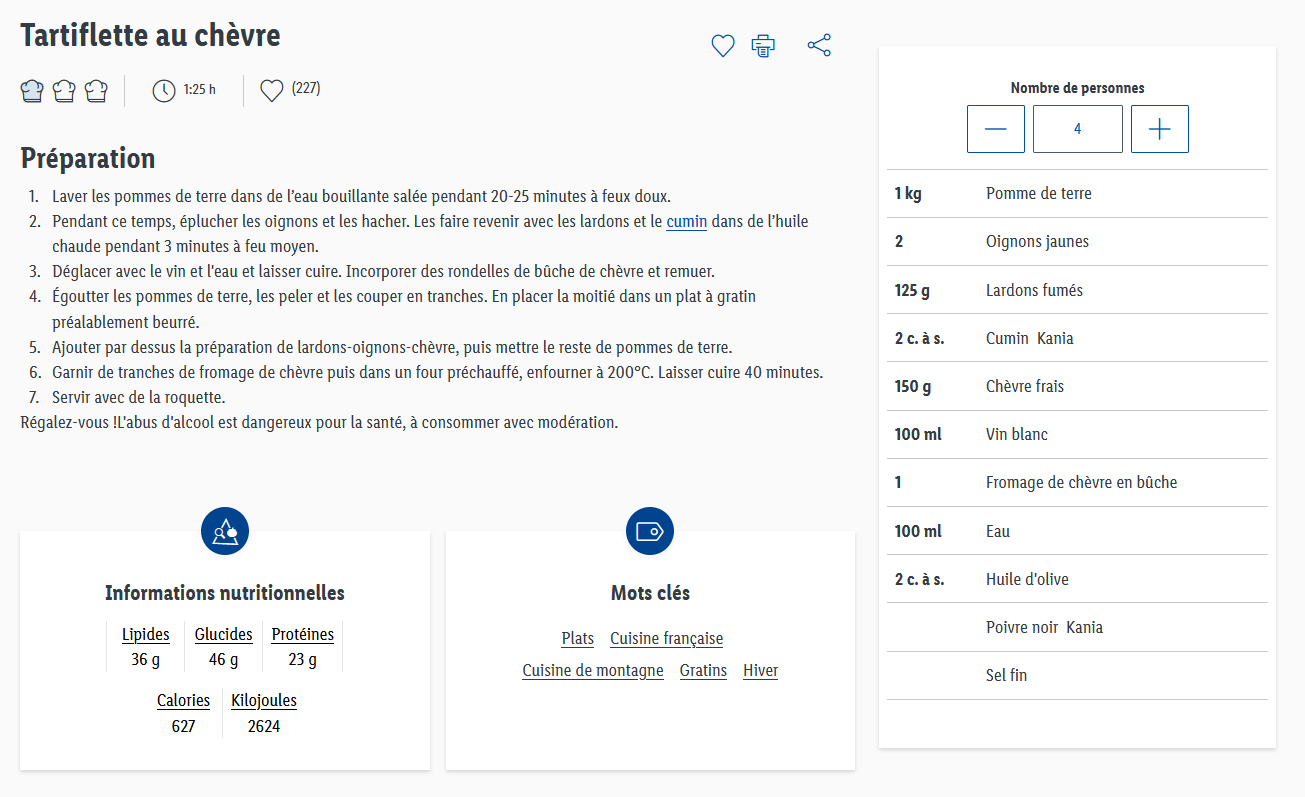 Tartiflette au chèvre
1:25 h
(227)
Préparation
1. Laver les pommes de terre dans de l’eau bouillante salée pendant 20-25 minutes à feux doux.
2. Pendant ce temps, éplucher les oignons et les hacher. Les faire revenir avec les lardons et le cumin dans de l’huile
chaude pendant 3 minutes à feu moyen.
3. Déglacer avec le vin et l'eau et laisser cuire. Incorporer des rondelles de bûche de chèvre et remuer.
4. Égoutter les pommes de terre, les peler et les couper en tranches. En placer la moitié dans un plat à gratin
préalablement beurré.
5. Ajouter par dessus la préparation de lardons-oignons-chèvre, puis mettre le reste de pommes de terre.
6. Garnir de tranches de fromage de chèvre puis dans un four préchauffé, enfourner à 200°C. Laisser cuire 40 minutes.
7. Servir avec de la roquette.
Régalez-vous !L'abus d'alcool est dangereux pour la santé, à consommer avec modération.
Informations nutritionnelles
Lipides Glucides Protéines
36 g 46 g 23 g
Calories Kilojoules
627 2624
Mots clés
Plats Cuisine française
Cuisine de montagne Gratins Hiver
Nombre de personnes
4
1 kg Pomme de terre
2 Oignons jaunes
125 g Lardons fumés
2 c. à s. Cumin Kania
150 g Chèvre frais
100 ml Vin blanc
1 Fromage de chèvre en bûche
100 ml Eau
2 c. à s. Huile d'olive
Poivre noir Kania
Sel fin